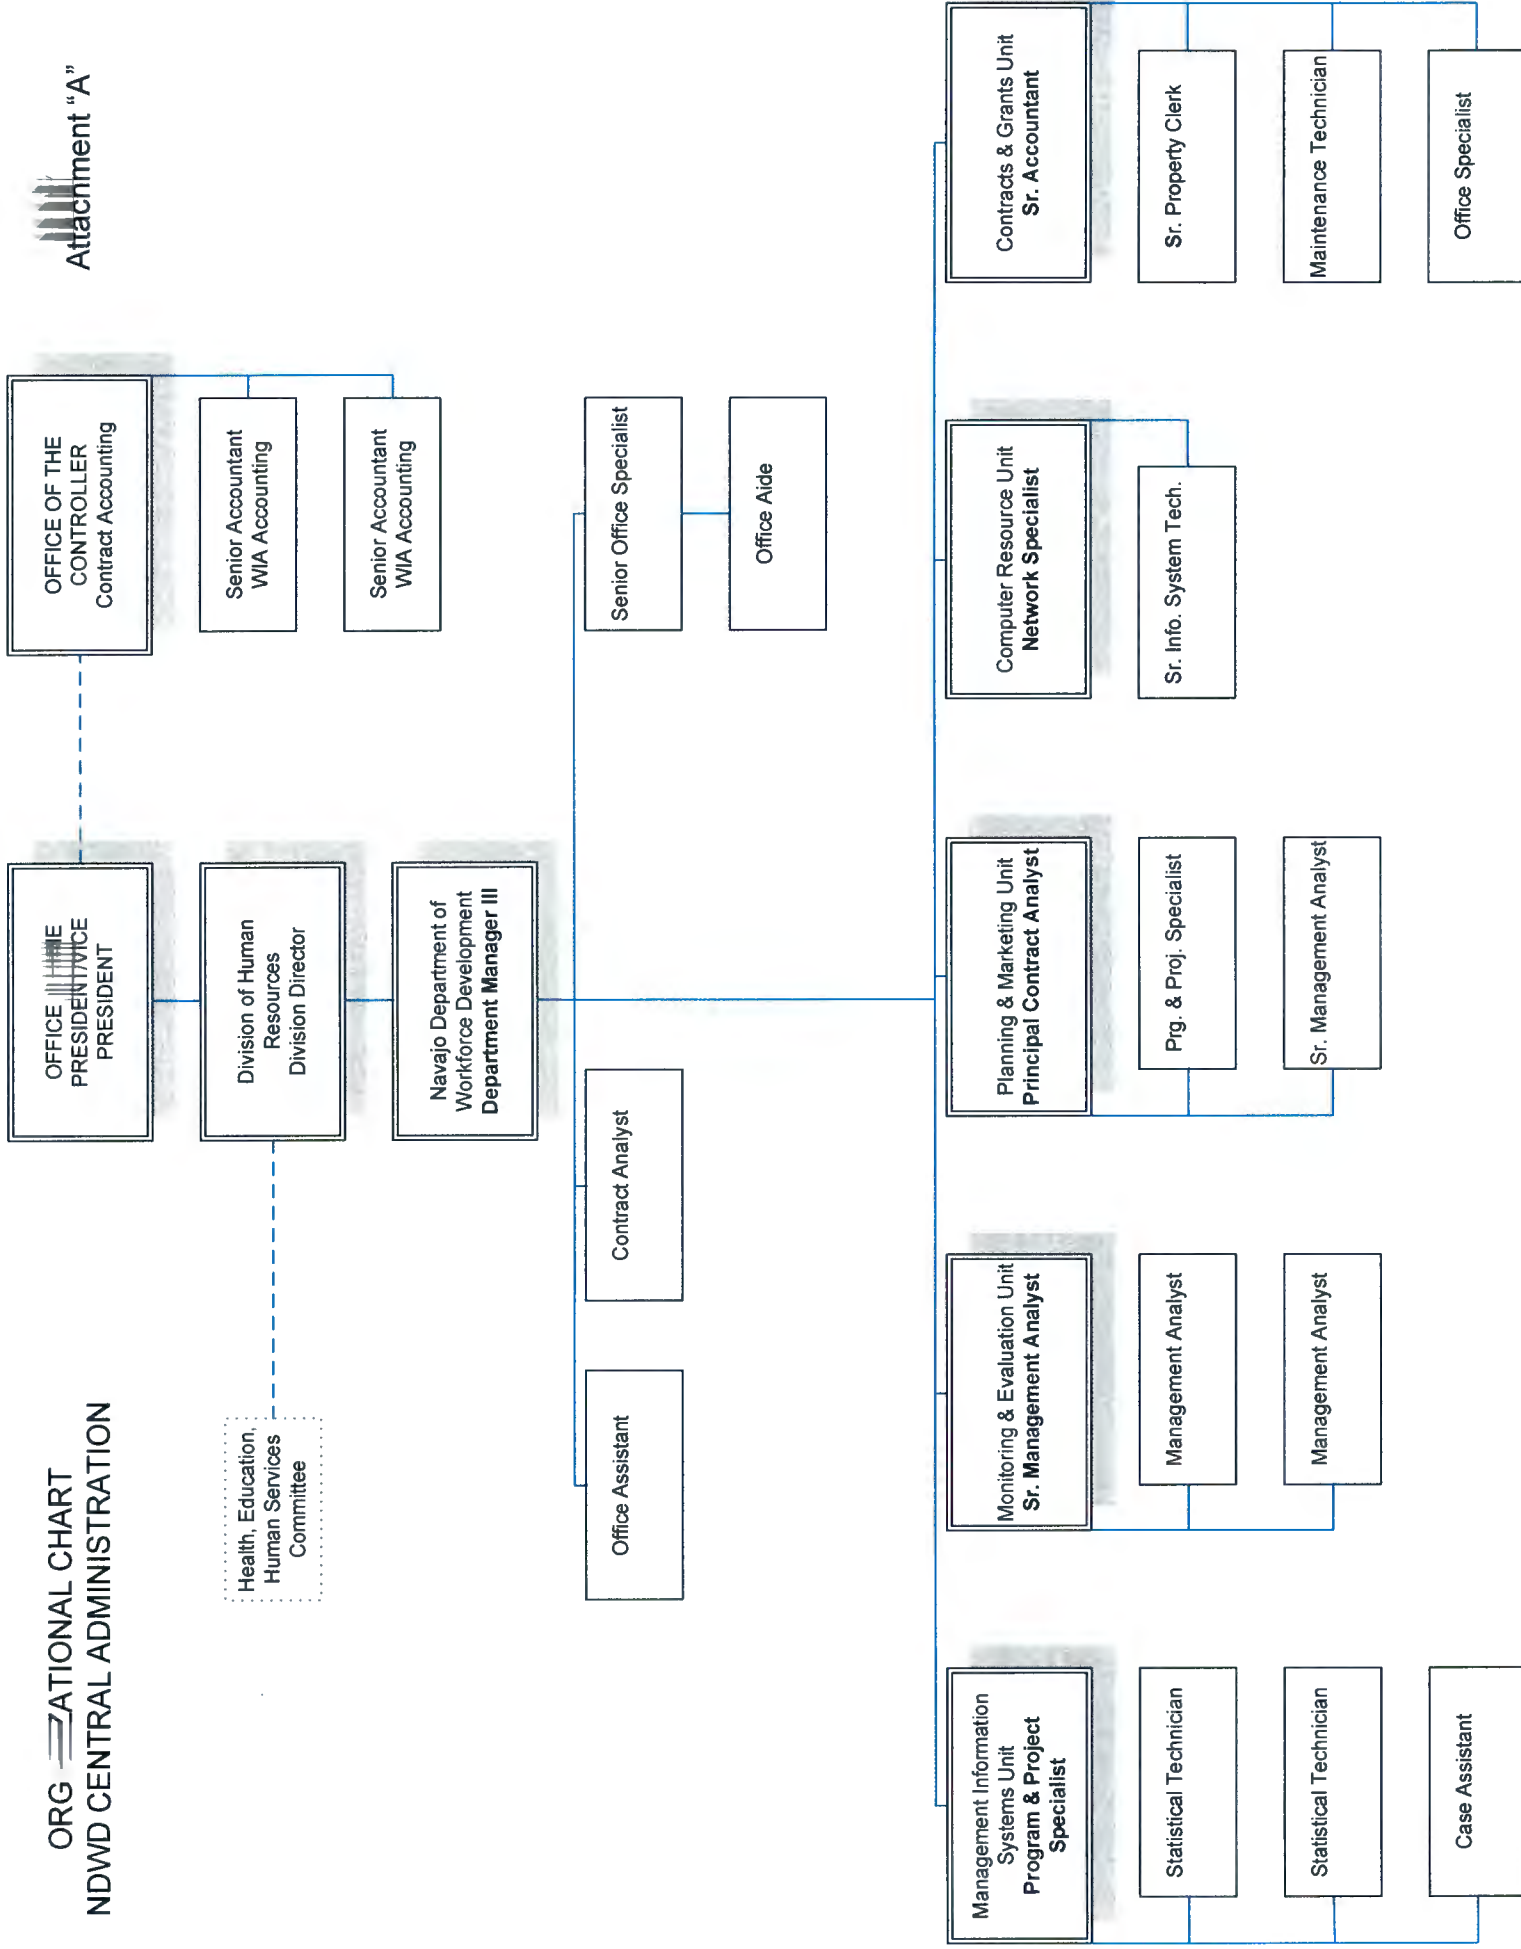 ORG ATIONAL CHART
NDWD CENTRAL ADMINISTRATION
Attachment “A”
OFFICE
PRESIDENT/VICE
PRESIDENT
OFFICE OF THE
CONTROLLER
Contract Accounting
Health, Education,
Human Services
Committee
Division of Human
Resources
Division Director
Senior Accountant
WIA Accounting
Senior Accountant
WIA Accounting
Navajo Department of
Workforce Development
Department Manager III
Office Assistant
Contract Analyst
Senior Office Specialist
Office Aide
Management Information
Systems Unit
Program & Project
Specialist
Statistical Technician
Statistical Technician
Case Assistant
Monitoring & Evaluation Unit
Sr. Management Analyst
Management Analyst
Management Analyst
Planning & Marketing Unit
Principal Contract Analyst
Prg. & Proj. Specialist
Sr. Management Analyst
Computer Resource Unit
Network Specialist
Sr. Info. System Tech.
Contracts & Grants Unit
Sr. Accountant
Sr. Property Clerk
Maintenance Technician
Office Specialist